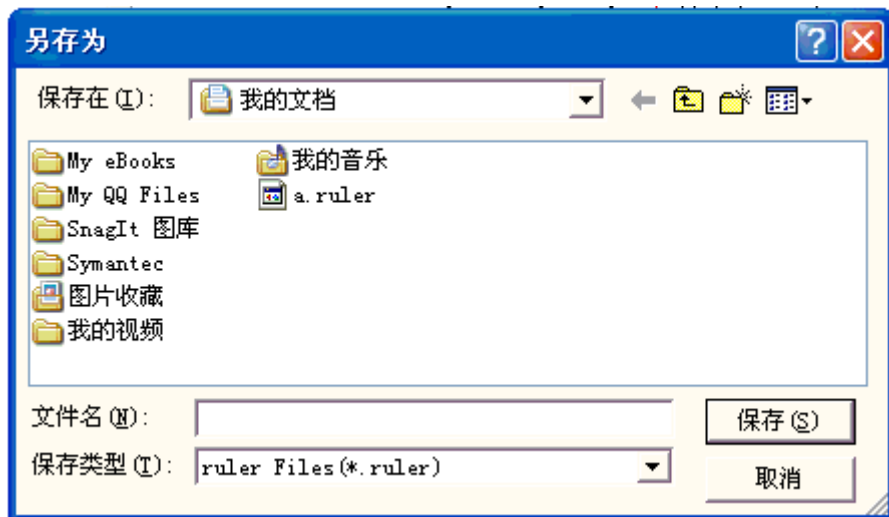 另存为
保存在(I): 我的文档
My eBooks 我的音乐
My QQ Files a.ruler
SnagIt 图库
Symantec
图片收藏
我的视频
文件名(N): 保存(S)
保存类型(T): ruler Files(*.ruler) 取消